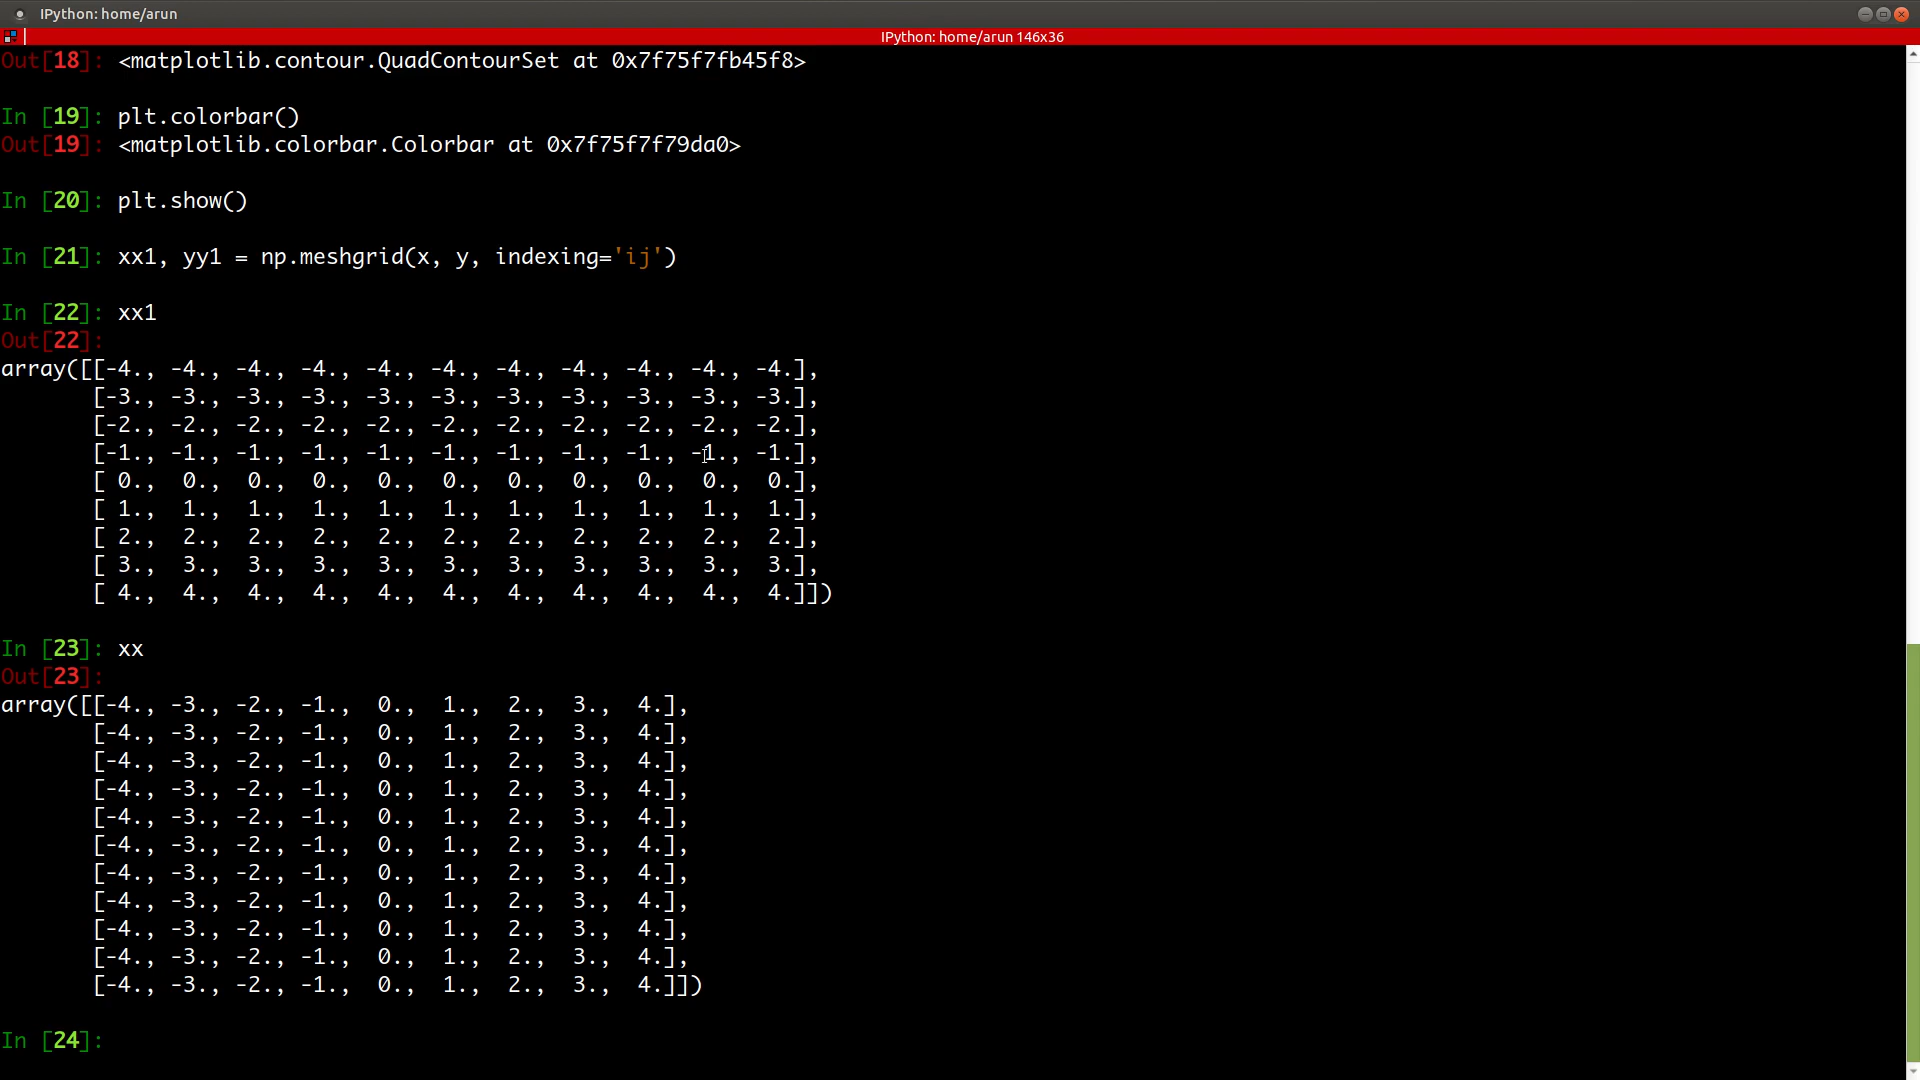 IPython: home/arun
IPython: home/arun 146x36
Out[18]: <matplotlib.contour.QuadContourSet at 0x7f75f7fb45f8>
In [19]: plt.colorbar()
Out[19]: <matplotlib.colorbar.Colorbar at 0x7f75f7f79da0>
In [20]: plt.show()
In [21]: xx1, yy1 = np.meshgrid(x, y, indexing='ij')
In [22]: xx1
Out[22]:
array([[-4., -4., -4., -4., -4., -4., -4., -4., -4., -4., -4.],
       [-3., -3., -3., -3., -3., -3., -3., -3., -3., -3., -3.],
       [-2., -2., -2., -2., -2., -2., -2., -2., -2., -2., -2.],
       [-1., -1., -1., -1., -1., -1., -1., -1., -1., -1., -1.],
       [ 0.,  0.,  0.,  0.,  0.,  0.,  0.,  0.,  0.,  0.,  0.],
       [ 1.,  1.,  1.,  1.,  1.,  1.,  1.,  1.,  1.,  1.,  1.],
       [ 2.,  2.,  2.,  2.,  2.,  2.,  2.,  2.,  2.,  2.,  2.],
       [ 3.,  3.,  3.,  3.,  3.,  3.,  3.,  3.,  3.,  3.,  3.],
       [ 4.,  4.,  4.,  4.,  4.,  4.,  4.,  4.,  4.,  4.,  4.]])
In [23]: xx
Out[23]:
array([[-4., -3., -2., -1.,  0.,  1.,  2.,  3.,  4.],
       [-4., -3., -2., -1.,  0.,  1.,  2.,  3.,  4.],
       [-4., -3., -2., -1.,  0.,  1.,  2.,  3.,  4.],
       [-4., -3., -2., -1.,  0.,  1.,  2.,  3.,  4.],
       [-4., -3., -2., -1.,  0.,  1.,  2.,  3.,  4.],
       [-4., -3., -2., -1.,  0.,  1.,  2.,  3.,  4.],
       [-4., -3., -2., -1.,  0.,  1.,  2.,  3.,  4.],
       [-4., -3., -2., -1.,  0.,  1.,  2.,  3.,  4.],
       [-4., -3., -2., -1.,  0.,  1.,  2.,  3.,  4.],
       [-4., -3., -2., -1.,  0.,  1.,  2.,  3.,  4.],
       [-4., -3., -2., -1.,  0.,  1.,  2.,  3.,  4.]])
In [24]: